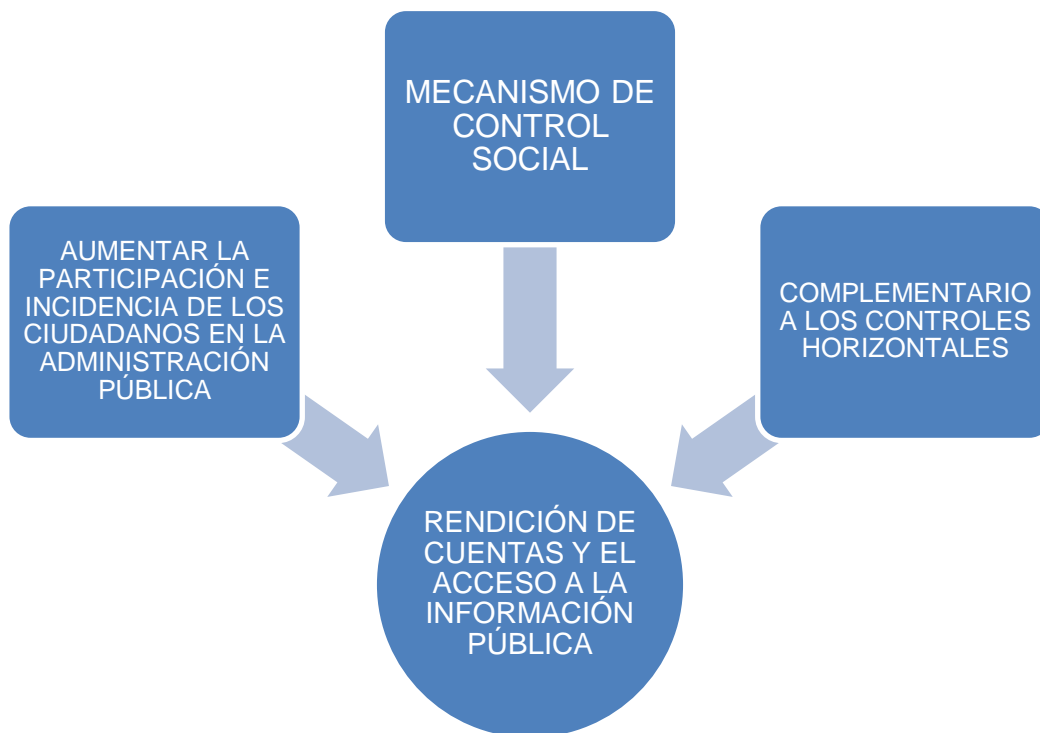 MECANISMO DE
CONTROL
SOCIAL
AUMENTAR LA
PARTICIPACIÓN E
INCIDENCIA DE LOS
CIUDADANOS EN LA
ADMINISTRACIÓN
PÚBLICA
COMPLEMENTARIO
A LOS CONTROLES
HORIZONTALES
RENDICIÓN DE
CUENTAS Y EL
ACCESO A LA
INFORMACIÓN
PÚBLICA